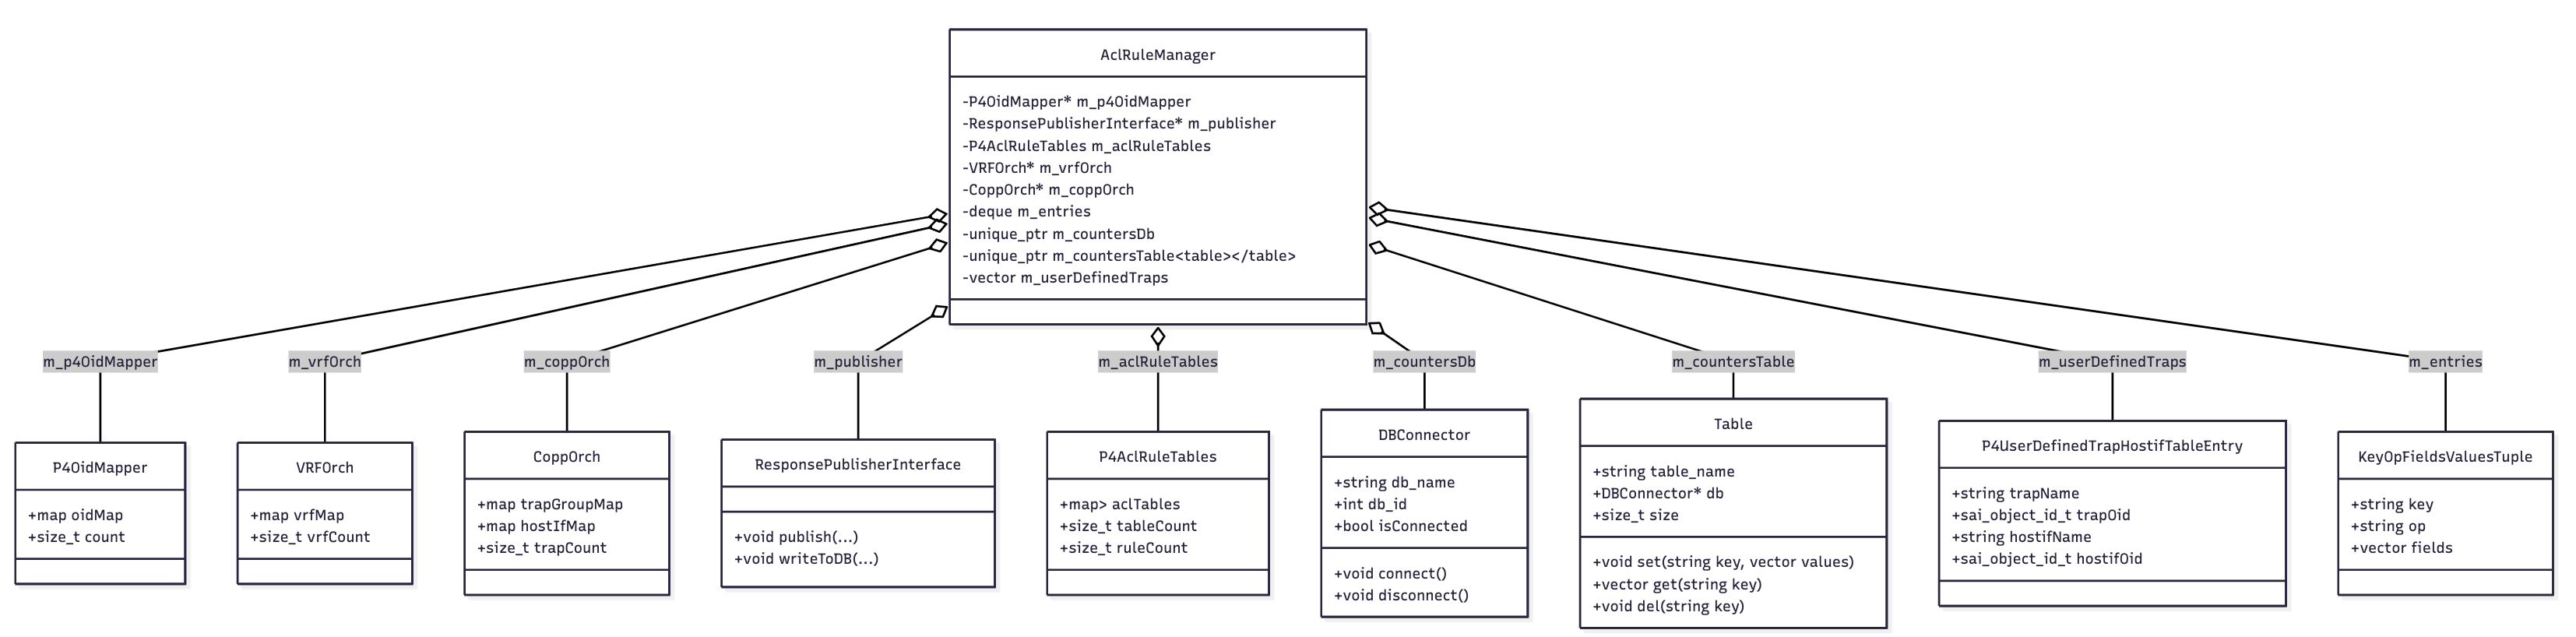 AclRuleManager
-P4OidMapper* m_p4OidMapper
-ResponsePublisherInterface* m_publisher
-P4AclRuleTables m_aclRuleTables
-VRFOrch* m_vrfOrch
-CoppOrch* m_coppOrch
-deque m_entries
-unique_ptr m_countersDb
-unique_ptr m_countersTable<table></table>
-vector m_userDefinedTraps
m_p4OidMapper
m_vrfOrch
m_coppOrch
m_publisher
m_aclRuleTables
m_countersDb
m_countersTable
m_userDefinedTraps
m_entries
P4OidMapper
+map oidMap
+size_t count
VRFOrch
+map vrfMap
+size_t vrfCount
CoppOrch
+map trapGroupMap
+map hostIfMap
+size_t trapCount
ResponsePublisherInterface
+void publish(...)
+void writeToDB(...)
P4AclRuleTables
+map> aclTables
+size_t tableCount
+size_t ruleCount
DBConnector
+string db_name
+int db_id
+bool isConnected
+void connect()
+void disconnect()
Table
+string table_name
+DBConnector* db
+size_t size
+void set(string key, vector values)
+vector get(string key)
+void del(string key)
P4UserDefinedTrapHostifTableEntry
+string trapName
+sai_object_id_t trapOid
+string hostifName
+sai_object_id_t hostifOid
KeyOpFieldsValuesTuple
+string key
+string op
+vector fields